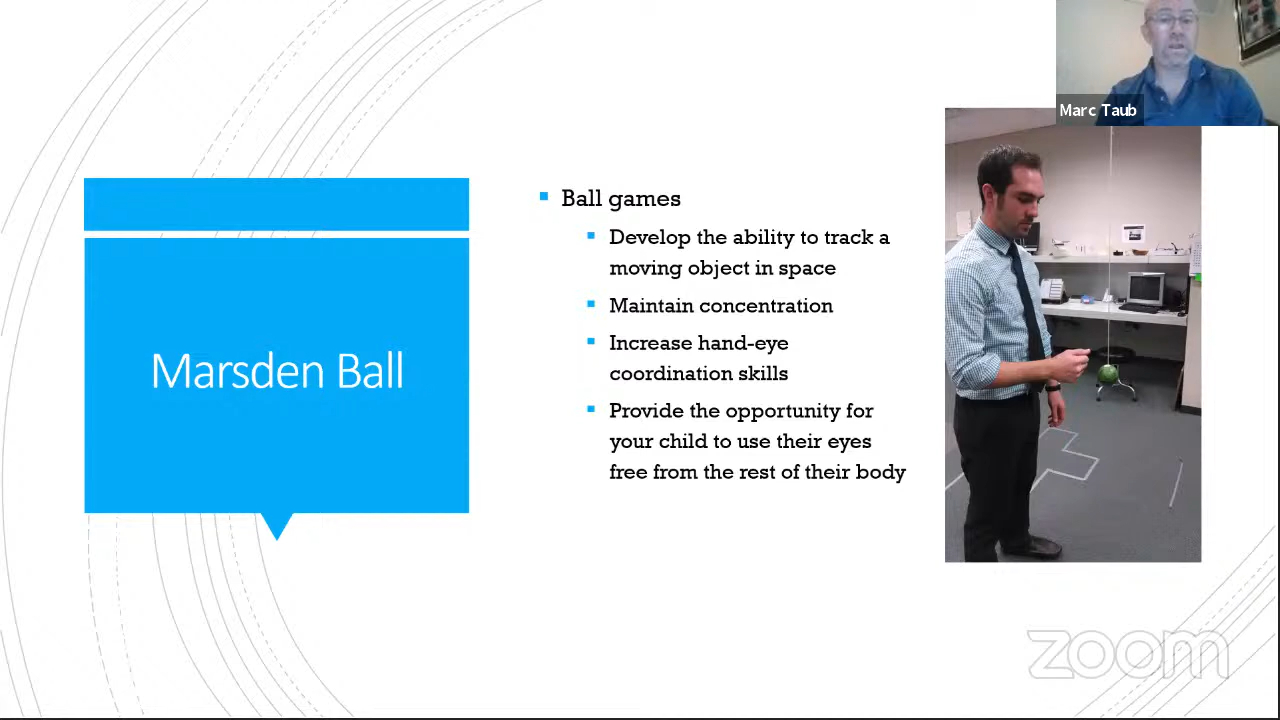 Marc Taub
Marsden Ball
Ball games
Develop the ability to track a
moving object in space
Maintain concentration
Increase hand-eye
coordination skills
Provide the opportunity for
your child to use their eyes
free from the rest of their body
zoom